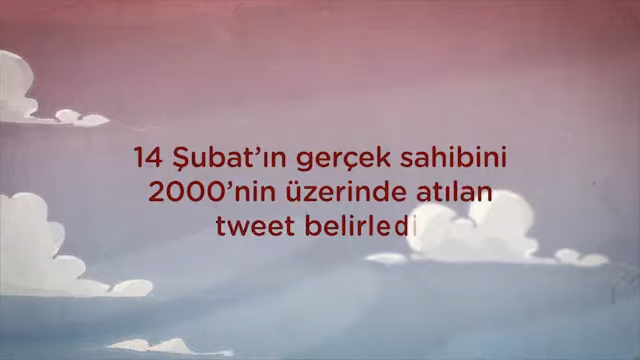 14 Şubat’ın gerçek sahibini
2000’nin üzerinde atılan
tweet belirledi